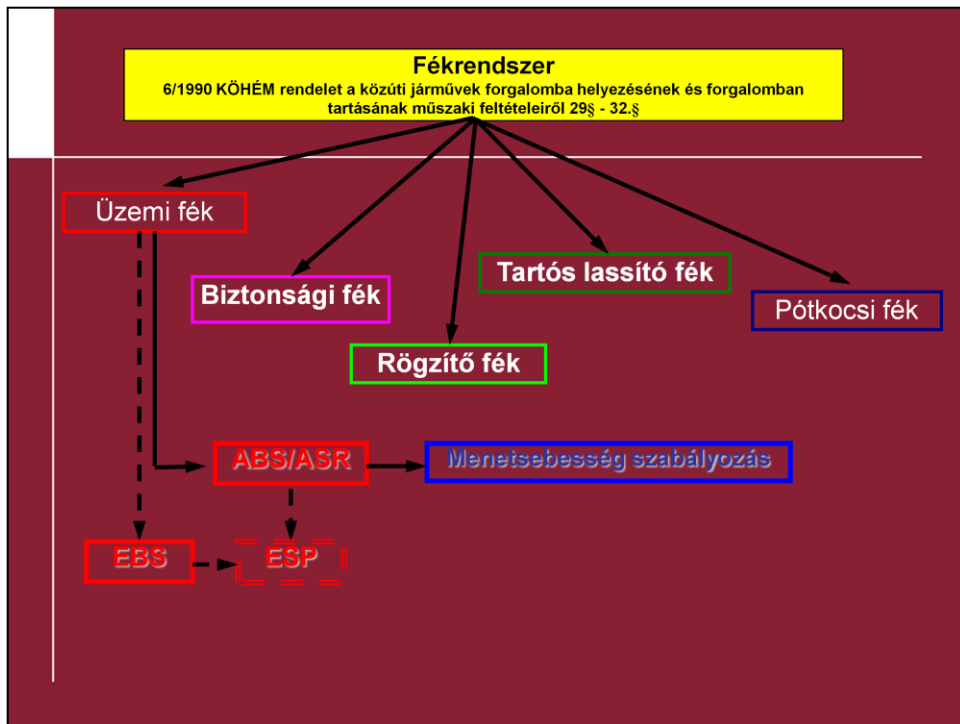 Fékrendszer
6/1990 KÖHÉM rendelet a közúti járművek forgalomba helyezésének és forgalomban
tartásának műszaki feltételeiről 29§ - 32.§
Üzemi fék
Biztonsági fék
Tartós lassító fék
Pótkocsi fék
Rögzítő fék
ABS/ASR
Menetsebesség szabályozás
EBS
ESP